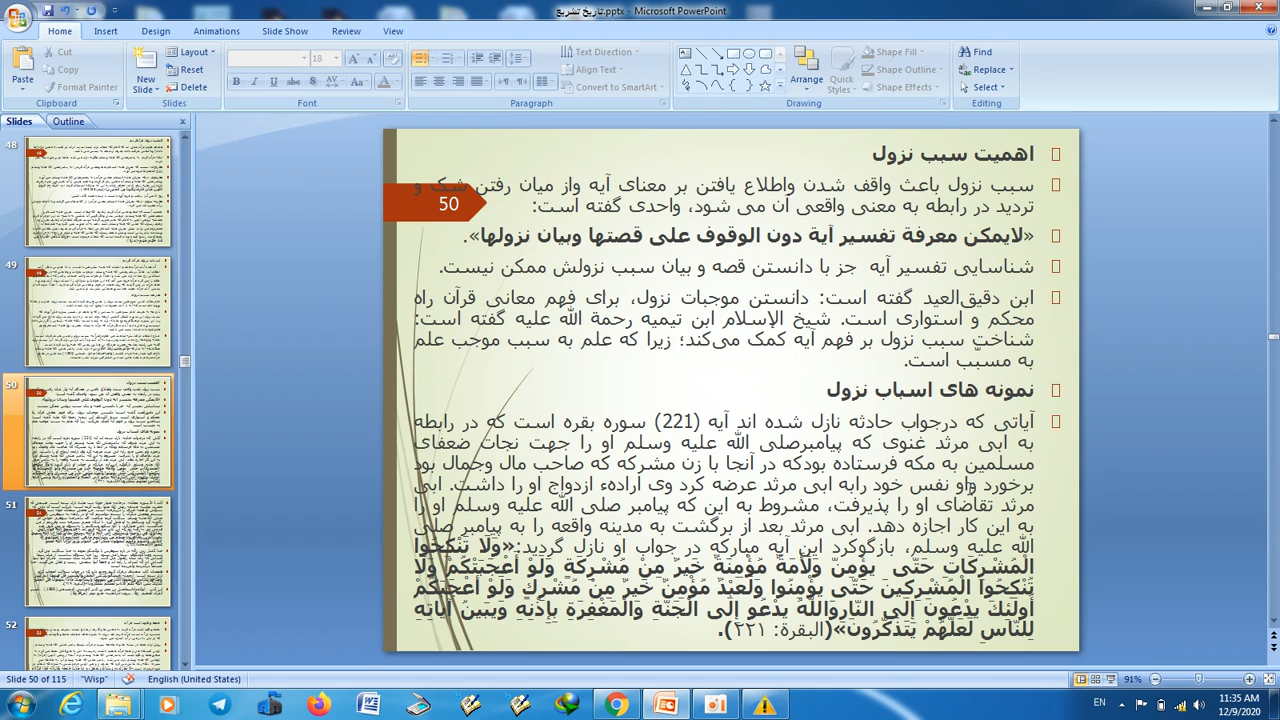 تاریخ تشریع.pptx - Microsoft PowerPoint
Home
Insert
Design
Animations
Slide Show
Review
View
Paste
Cut
Copy
Format Painter
Clipboard
New Slide
Layout
Reset
Delete
Slides
18
Font
Paragraph
Text Direction
Align Text
Convert to SmartArt
Arrange
Quick Styles
Shape Fill
Shape Outline
Shape Effects
Drawing
Find
Replace
Select
Editing
Slides
Outline
48
49
50
51
52
50
اهمیت سبب نزول
سبب نزول باعث واقف شدن واطلاع یافتن بر معنای آیه واز میان رفتن شک و
تردید در رابطه به معنی واقعی ان می شود، واحدی گفته است:
«لایمکن معرفة تفسیر آیة دون الوقوف علی قصتها وبیان نزولها».
شناسایی تفسیر آیه جز با دانستن قصه و بیان سبب نزولش ممکن نیست.
ابن دقیق‌العید گفته است: دانستن موجبات نزول، برای فهم معانی قرآن راه
محکم و استواری است. شیخ الإسلام ابن تیمیه رحمة الله علیه گفته است:
شناخت سبب نزول بر فهم آیه کمک می‌کند؛ زیرا که علم به سبب موجب علم
به مسبّب است.
نمونه های اسباب نزول
آیاتی که درجواب حادثه نازل شده اند آیه (221) سوره بقره است که در رابطه
به ابی مرثد غنوی که پیامبرصلی الله علیه وسلم او را جهت نجات ضعفای
مسلمین به مکه فرستاده بودکه در آنجا با زن مشرکه که صاحب مال وجمال بود
برخورد واو نفس خود رابه ابی مرثد عرضه کرد وی اراده‌ء ازدواج او را داشت. ابی
مرثد تقاضای او را پذیرفت، مشروط به این که پیامبر صلی الله علیه وسلم او را
به این کار اجازه دهد. ابی مرثد بعد از برگشت به مدینه واقعه را به پیامبر صلی
الله علیه وسلم، بازگوکرد این آیه مبارکه در جواب او نازل گردید:«وَلَا تَنْكِحُوا
الْمُشْرِكَاتِ حَتَّى يُؤْمِنَّ وَلَأَمَةٌ مُؤْمِنَةٌ خَيْرٌ مِنْ مُشْرِكَةٍ وَلَوْ أَعْجَبَتْكُمْ وَلَا
تُنْكِحُوا الْمُشْرِكِينَ حَتَّى يُؤْمِنُوا وَلَعَبْدٌ مُؤْمِنٌ خَيْرٌ مِنْ مُشْرِكٍ وَلَوْ أَعْجَبَكُمْ
أُولَئِكَ يَدْعُونَ إِلَى النَّارِوَاللَّهُ يَدْعُو إِلَى الْجَنَّةِ وَالْمَغْفِرَةِ بِإِذْنِهِ وَيُبَيِّنُ آيَاتِهِ
لِلنَّاسِ لَعَلَّهُمْ يَتَذَكَّرُونَ»(البقرة: ٢٢١).
Slide 50 of 115
"Wisp"
English (United States)
91%
EN
11:35 AM
12/9/2020